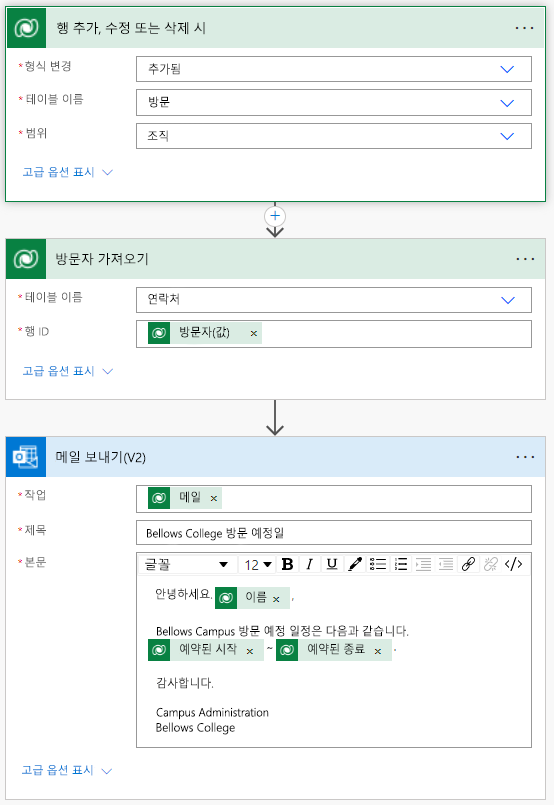 행 추가, 수정 또는 삭제 시
*형식 변경
추가됨
*테이블 이름
방문
*범위
조직
고급 옵션 표시
방문자 가져오기
*테이블 이름
연락처
*행 ID
방문자(값)
고급 옵션 표시
메일 보내기(V2)
*작업
메일
*제목
Bellows College 방문 예정일
*본문
글꼴 12 B I U </>
안녕하세요. 이름 ,
Bellows Campus 방문 예정 일정은 다음과 같습니다.
예약된 시작 ~ 예약된 종료 .
감사합니다.
Campus Administration
Bellows College
고급 옵션 표시